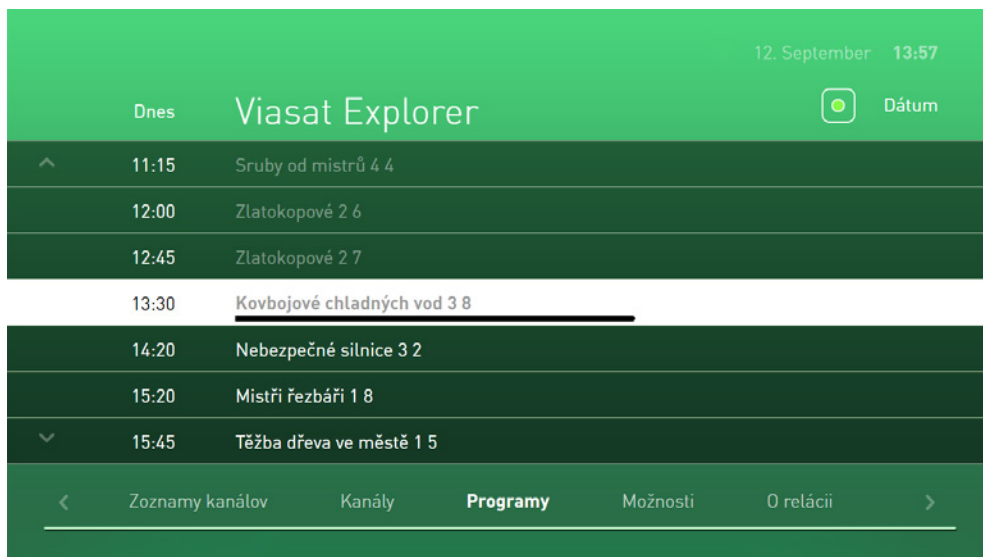 12. September 13:57
Dnes Viasat Explorer Dátum
11:15 Sruby od mistrů 4 4
12:00 Zlatokopové 2 6
12:45 Zlatokopové 2 7
13:30 Kovbojové chladných vod 3 8
14:20 Nebezpečné silnice 3 2
15:20 Mistři řezbáři 1 8
15:45 Těžba dřeva ve městě 1 5
Zoznamy kanálov Kanály Programy Možnosti O relácii